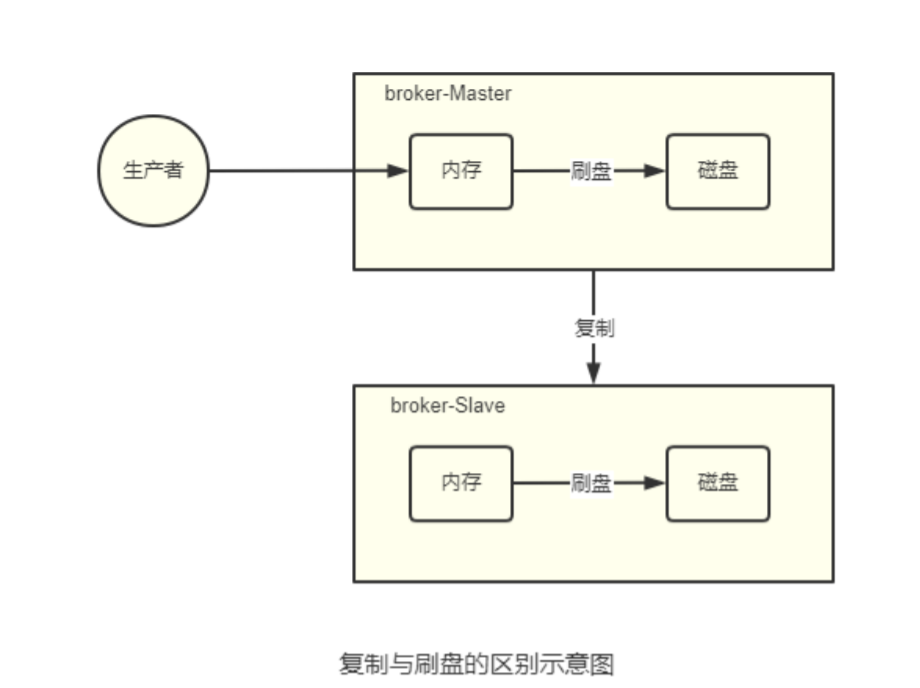 broker-Master
生产者
内存
刷盘
磁盘
复制
broker-Slave
内存
刷盘
磁盘
复制与刷盘的区别示意图